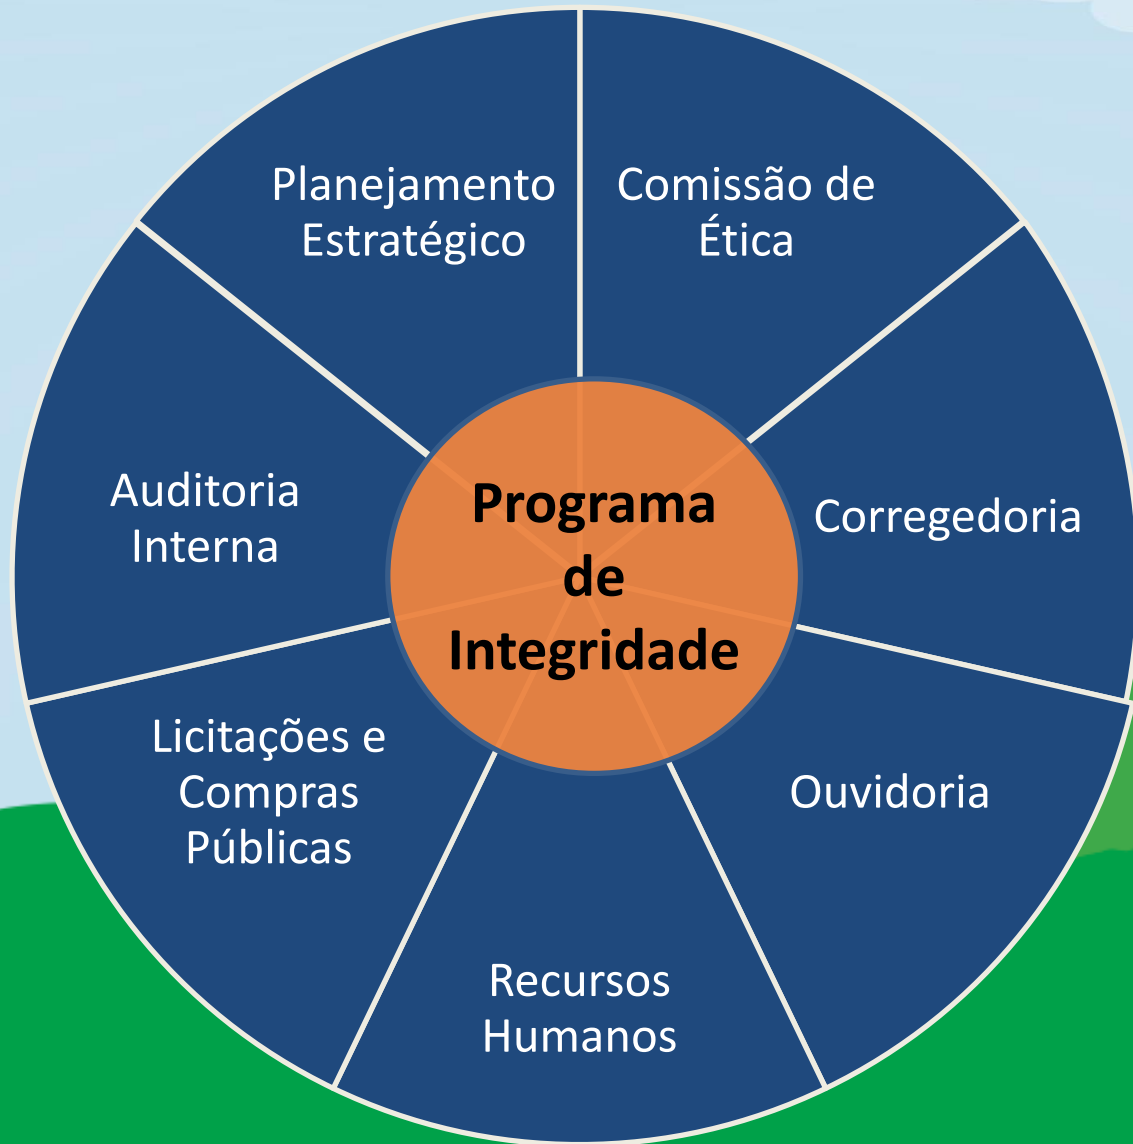 Planejamento
Estratégico
Comissão de
Ética
Corregedoria
Ouvidoria
Recursos
Humanos
Licitações e
Compras
Públicas
Auditoria
Interna
Programa
de
Integridade